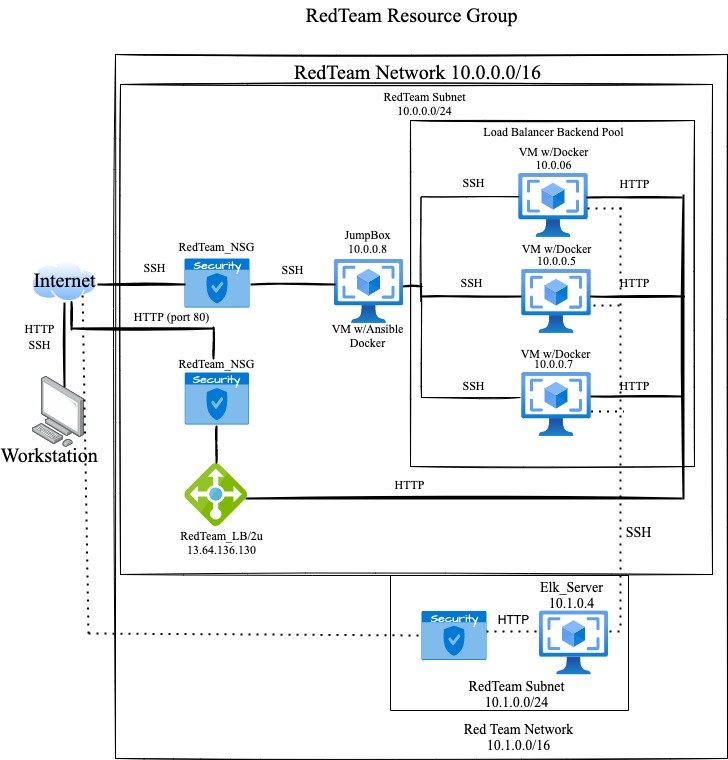 RedTeam Resource Group
RedTeam Network 10.0.0.0/16
RedTeam Subnet
10.0.0.0/24
Load Balancer Backend Pool
VM w/Docker
10.0.06
SSH
HTTP
JumpBox
10.0.0.8
RedTeam_NSG
Security
VM w/Docker
10.0.0.5
Internet
SSH
SSH
SSH
HTTP
HTTP (port 80)
VM w/Ansible
Docker
HTTP
SSH
RedTeam_NSG
Security
VM w/Docker
10.0.0.7
SSH
HTTP
Workstation
HTTP
RedTeam_LB/2u
13.64.136.130
SSH
Elk_Server
10.1.0.4
Security
HTTP
RedTeam Subnet
10.1.0.0/24
Red Team Network
10.1.0.0/16